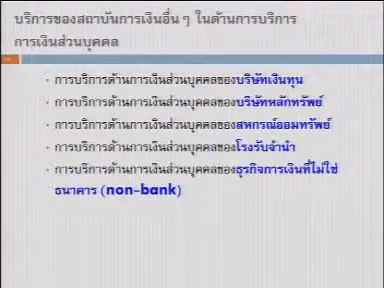 บริการของสถาบันการเงินอื่น ๆ ในด้านการบริการ
การเงินส่วนบุคคล
• การบริการด้านการเงินส่วนบุคคลของบริษัทเงินทุน
• การบริการด้านการเงินส่วนบุคคลของบริษัทหลักทรัพย์
• การบริการด้านการเงินส่วนบุคคลของสหกรณ์ออมทรัพย์
• การบริการด้านการเงินส่วนบุคคลของโรงรับจำนำ
• การบริการด้านการเงินส่วนบุคคลของธุรกิจการเงินที่ไม่ใช่
ธนาคาร (non-bank)